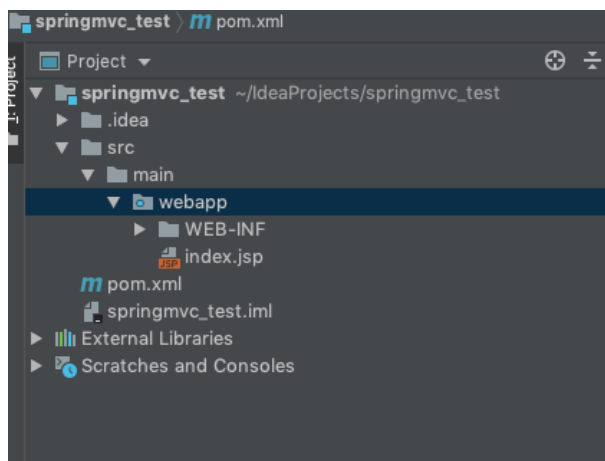 springmvc_test 〉 m pom.xml
1: Project
Project
springmvc_test ~/IdeaProjects/springmvc_test
.idea
src
main
webapp
WEB-INF
JSP index.jsp
m pom.xml
springmvc_test.iml
External Libraries
Scratches and Consoles